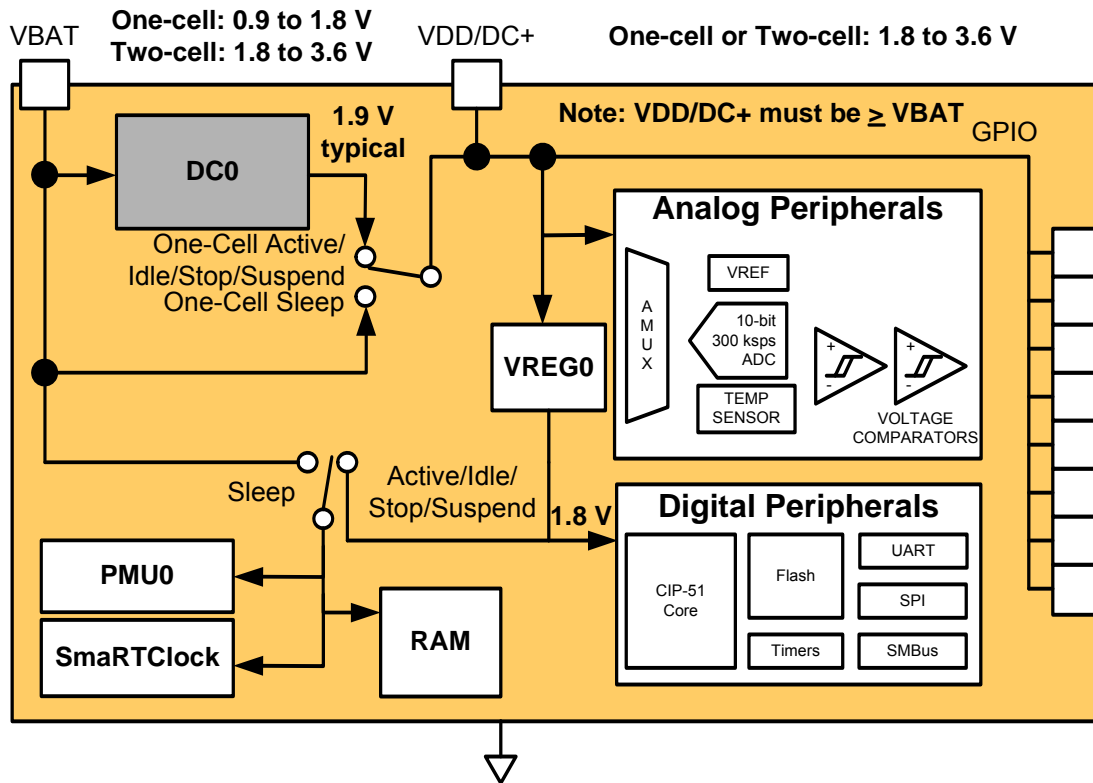 One-cell: 0.9 to 1.8 V
Two-cell: 1.8 to 3.6 V
VBAT
VDD/DC+
One-cell or Two-cell: 1.8 to 3.6 V
Note: VDD/DC+ must be ≥ VBAT
GPIO
1.9 V
typical
DC0
One-Cell Active/
Idle/Stop/Suspend
One-Cell Sleep
VREG0
Analog Peripherals
A
M
U
X
VREF
10-bit
300 ksps
ADC
TEMP
SENSOR
+
-
+
-
VOLTAGE
COMPARATORS
Sleep
Active/Idle/
Stop/Suspend
1.8 V
Digital Peripherals
CIP-51
Core
Flash
Timers
UART
SPI
SMBus
PMU0
SmaRTClock
RAM